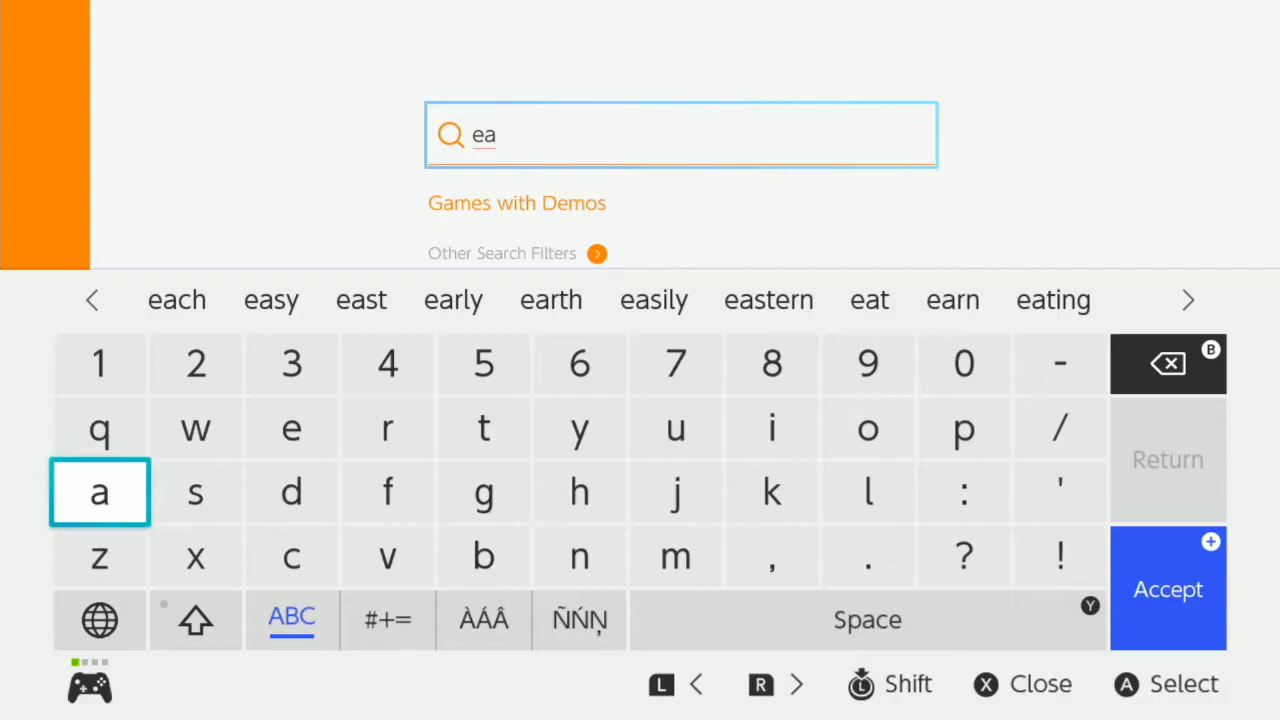 ea
Games with Demos
Other Search Filters
each easy east early earth easily eastern eat earn eating
1 2 3 4 5 6 7 8 9 0 - B
q w e r t y u i o p / Return
a s d f g h j k l : '
z x c v b n m , . ? ! + Accept
ABC #+= ÀÁÂ ÑŃŅ Space Y
L R L Shift X Close A Select